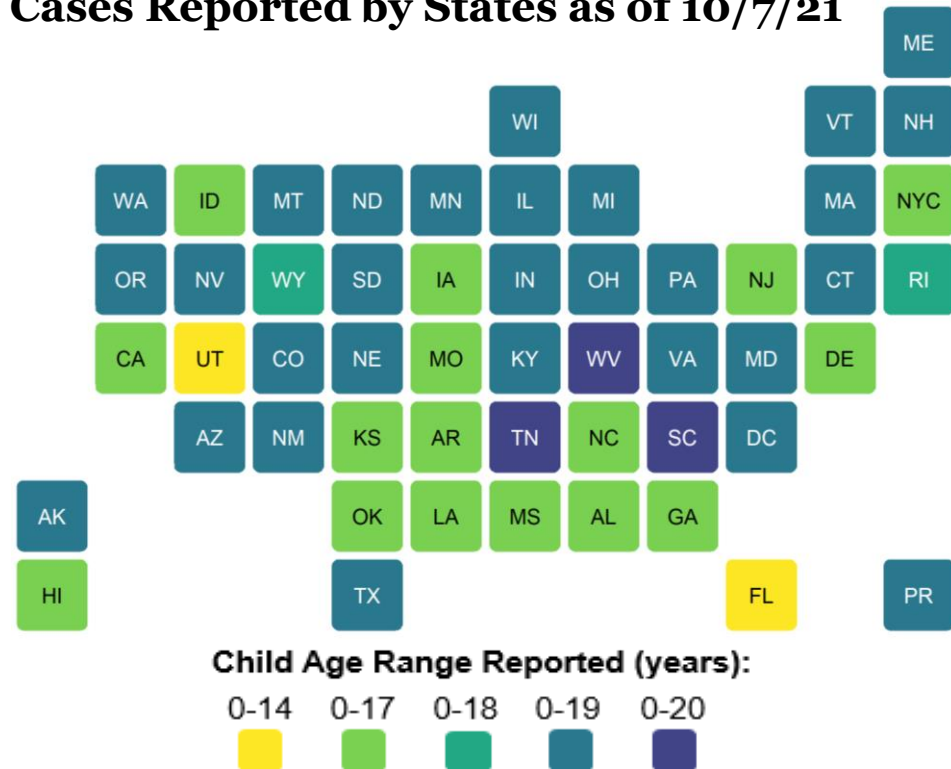 Cases Reported by States as of 10/7/21
ME
WI VT NH
WA ID MT ND MN IL MI MA NYC
OR NV WY SD IA IN OH PA NJ CT RI
CA UT CO NE MO KY WV VA MD DE
AZ NM KS AR TN NC SC DC
AK OK LA MS AL GA
HI TX FL PR
Child Age Range Reported (years):
0-14 0-17 0-18 0-19 0-20